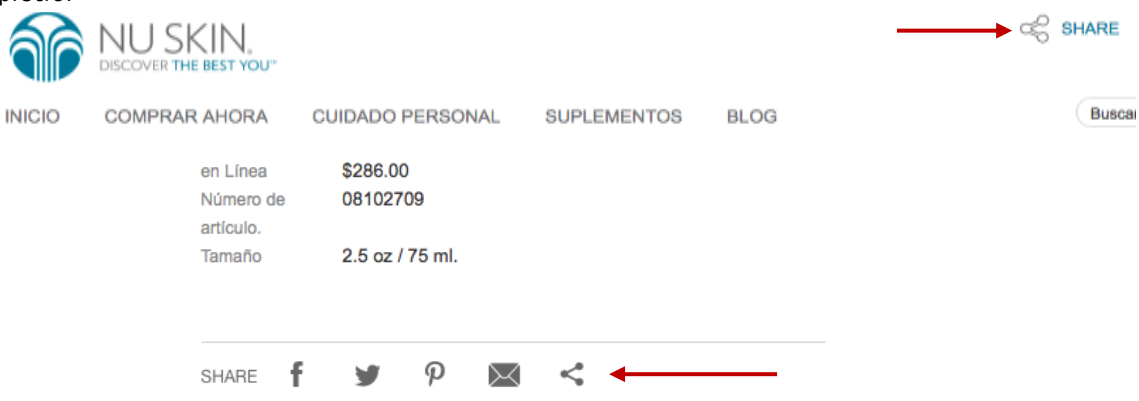 NU SKIN.
DISCOVER THE BEST YOU™
SHARE
INICIO COMPRAR AHORA CUIDADO PERSONAL SUPLEMENTOS BLOG Buscar
en Línea $286.00
Número de 08102709
artículo.
Tamaño 2.5 oz / 75 ml.
SHARE